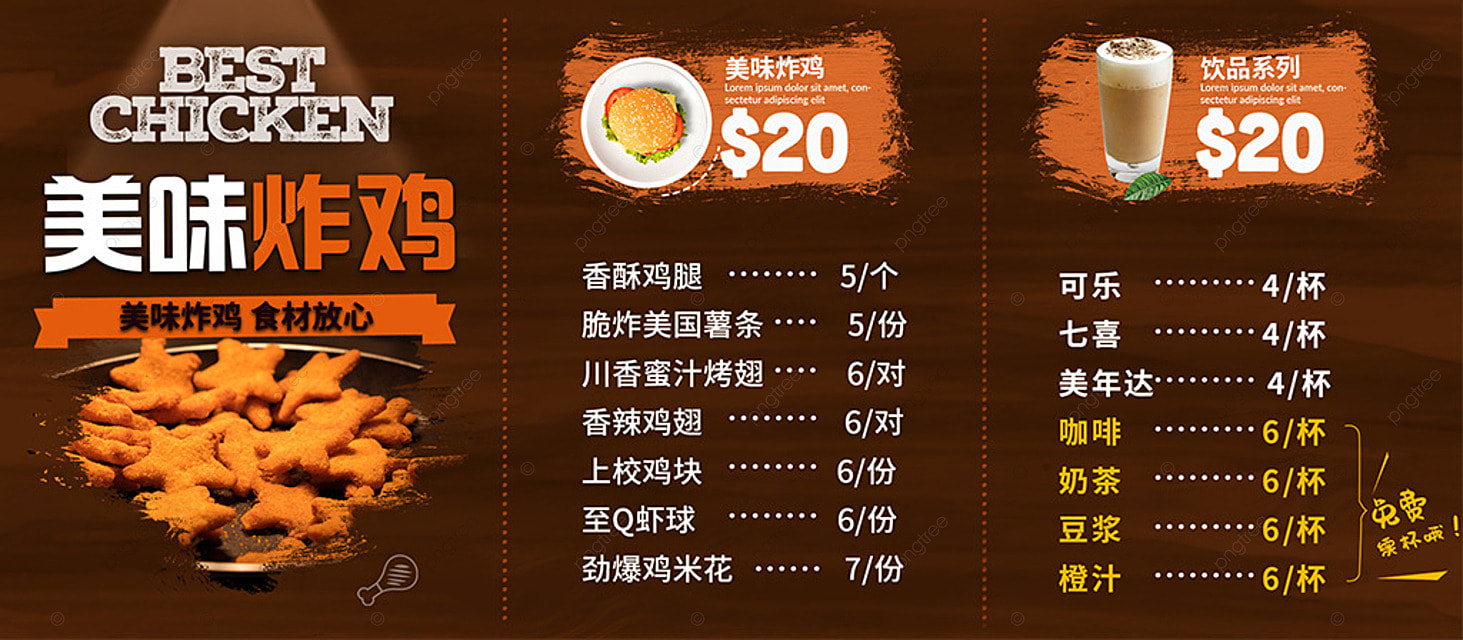 BEST
CHICKEN
美味炸鸡
美味炸鸡 食材放心
美味炸鸡
Lorem ipsum dolor sit amet, con-
sectetur adipiscing elit
$20
香酥鸡腿 ········· 5/个
脆炸美国薯条 ···· 5/份
川香蜜汁烤翅 ···· 6/对
香辣鸡翅 ········· 6/对
上校鸡块 ········· 6/份
至Q虾球 ········· 6/份
劲爆鸡米花 ······ 7/份
饮品系列
Lorem ipsum dolor sit amet, con-
sectetur adipiscing elit
$20
可乐 ·········· 4/杯
七喜 ·········· 4/杯
美年达·········· 4/杯
咖啡 ·········· 6/杯
奶茶 ·········· 6/杯
豆浆 ·········· 6/杯
橙汁 ·········· 6/杯
免费
续杯哦!
pngtree